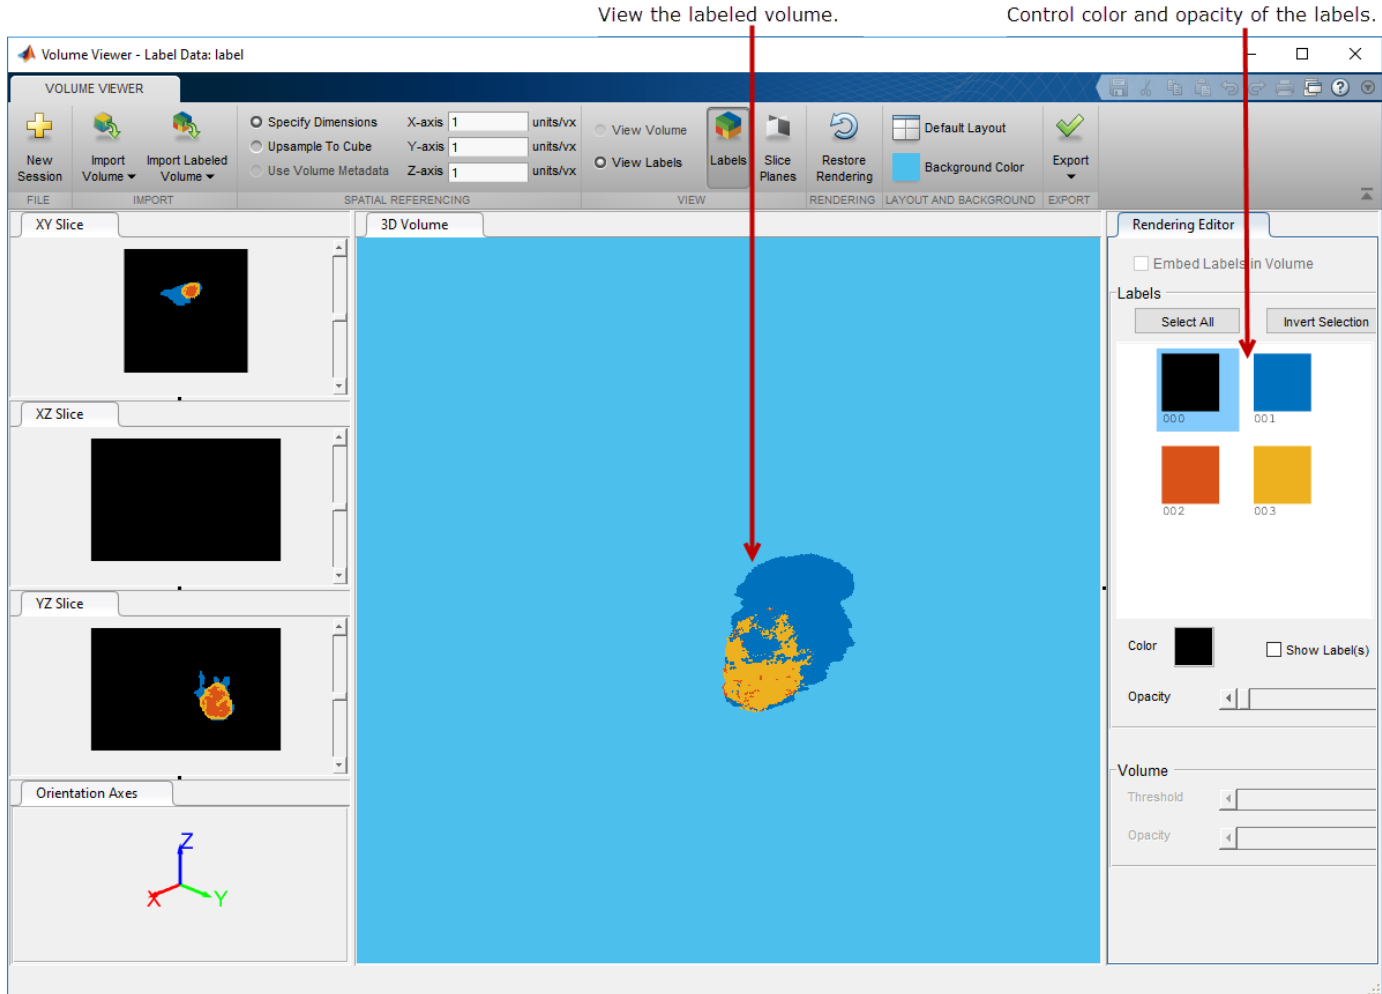 View the labeled volume.
Control color and opacity of the labels.
Volume Viewer - Label Data: label
VOLUME VIEWER
New Session
Import Volume
Import Labeled Volume
Specify Dimensions
Upsample To Cube
Use Volume Metadata
X-axis 1 units/vx
Y-axis 1 units/vx
Z-axis 1 units/vx
View Volume
View Labels
Labels
Slice Planes
Restore Rendering
Default Layout
Background Color
Export
FILE
IMPORT
SPATIAL REFERENCING
VIEW
RENDERING
LAYOUT AND BACKGROUND
EXPORT
XY Slice
XZ Slice
YZ Slice
Orientation Axes
Z
X
Y
3D Volume
Rendering Editor
Embed Labels in Volume
Labels
Select All
Invert Selection
000
001
002
003
Color
Show Label(s)
Opacity
Volume
Threshold
Opacity